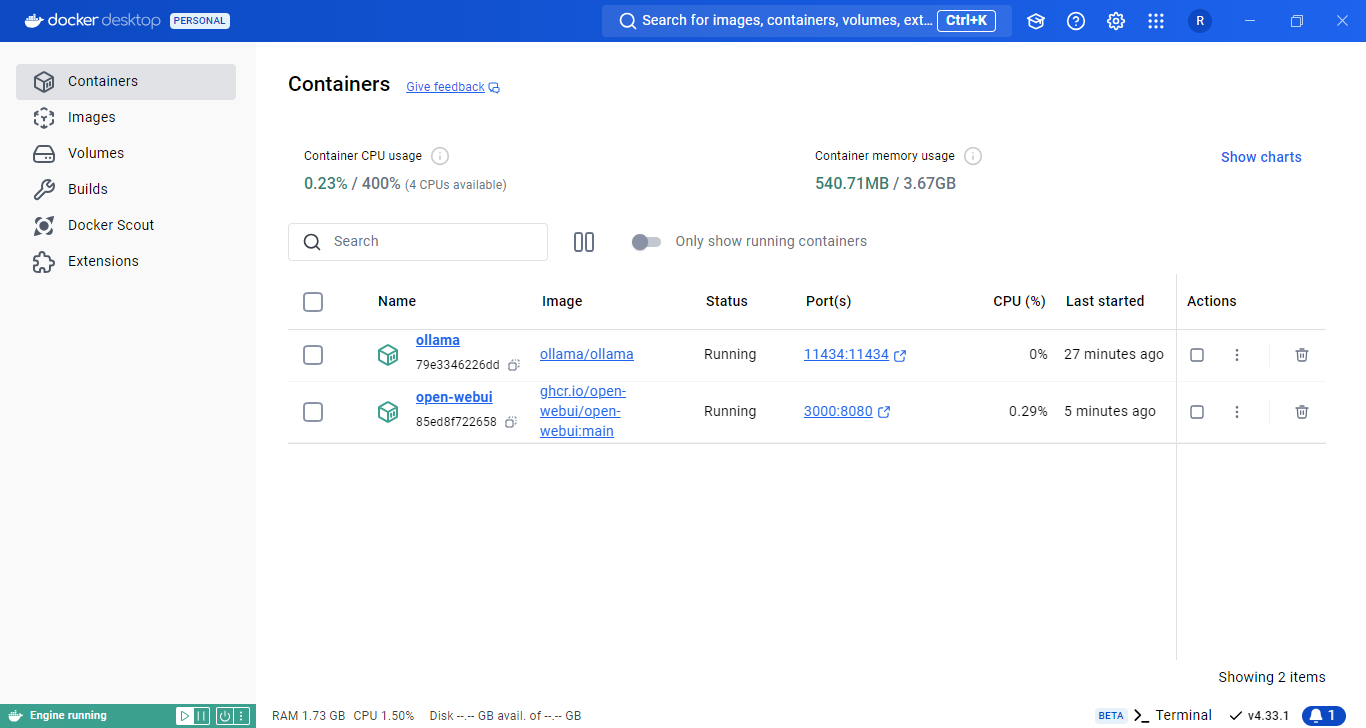 docker desktop PERSONAL
Search for images, containers, volumes, ext... Ctrl+K
R
Containers
Images
Volumes
Builds
Docker Scout
Extensions
Containers Give feedback
Container CPU usage
0.23% / 400% (4 CPUs available)
Container memory usage
540.71MB / 3.67GB
Show charts
Search
Only show running containers
Name Image Status Port(s) CPU (%) Last started Actions
ollama
79e3346226dd
ollama/ollama
Running
11434:11434
0%
27 minutes ago
open-webui
85ed8f722658
ghcr.io/open-
webui/open-
webui:main
Running
3000:8080
0.29%
5 minutes ago
Showing 2 items
Engine running
RAM 1.73 GB CPU 1.50% Disk --.-- GB avail. of --.-- GB
BETA Terminal v4.33.1 1